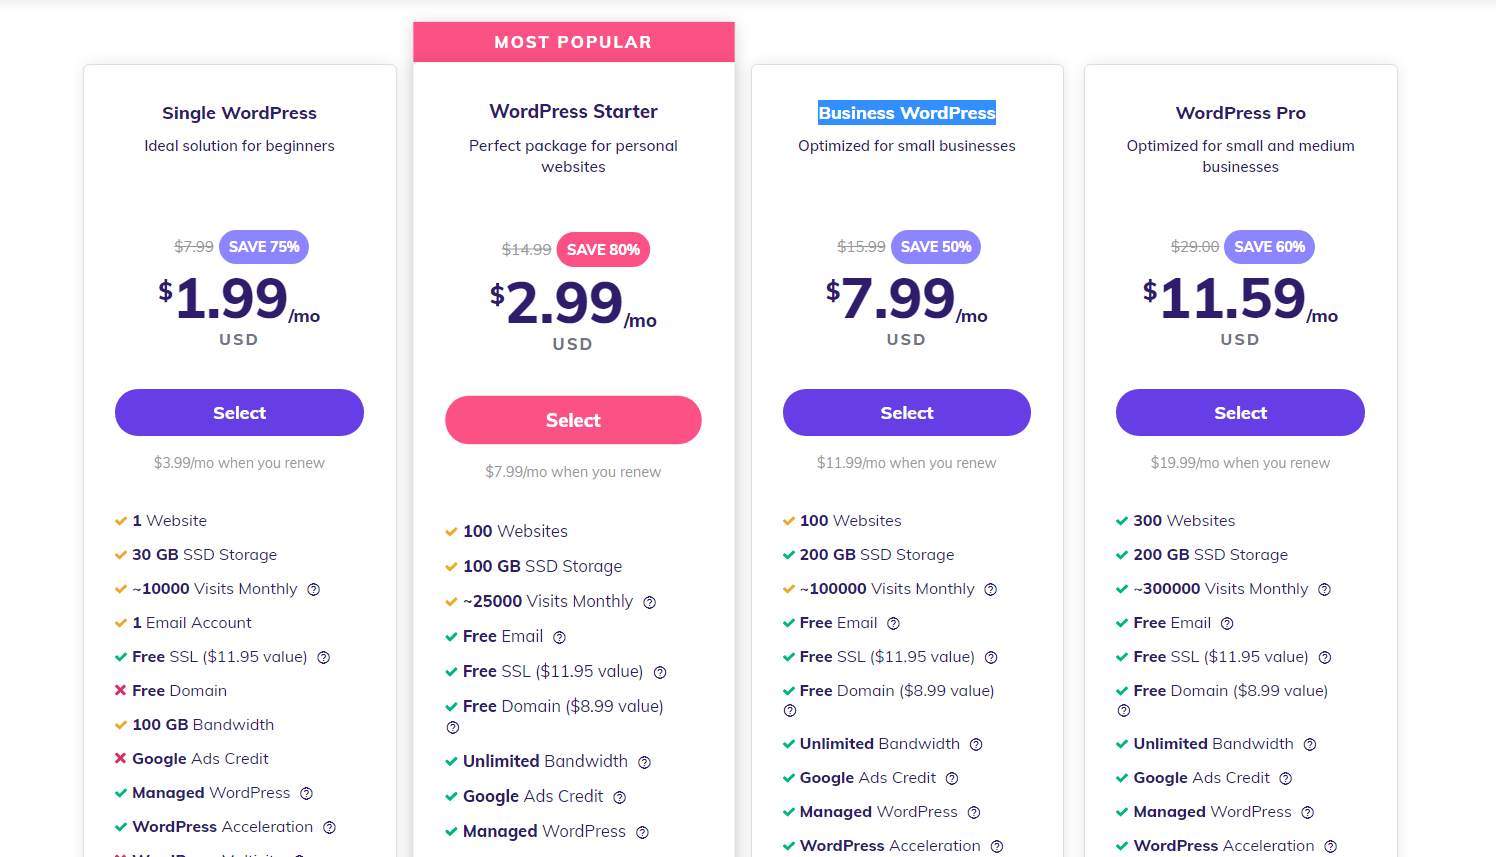 MOST POPULAR
Single WordPress
Ideal solution for beginners
$7.99 SAVE 75%
$1.99/mo
USD
Select
$3.99/mo when you renew
1 Website
30 GB SSD Storage
~10000 Visits Monthly
1 Email Account
Free SSL ($11.95 value)
Free Domain
100 GB Bandwidth
Google Ads Credit
Managed WordPress
WordPress Acceleration
WordPress Starter
Perfect package for personal
websites
$14.99 SAVE 80%
$2.99/mo
USD
Select
$7.99/mo when you renew
100 Websites
100 GB SSD Storage
~25000 Visits Monthly
Free Email
Free SSL ($11.95 value)
Free Domain ($8.99 value)
Unlimited Bandwidth
Google Ads Credit
Managed WordPress
Business WordPress
Optimized for small businesses
$15.99 SAVE 50%
$7.99/mo
USD
Select
$11.99/mo when you renew
100 Websites
200 GB SSD Storage
~100000 Visits Monthly
Free Email
Free SSL ($11.95 value)
Free Domain ($8.99 value)
Unlimited Bandwidth
Google Ads Credit
Managed WordPress
WordPress Acceleration
WordPress Pro
Optimized for small and medium
businesses
$29.00 SAVE 60%
$11.59/mo
USD
Select
$19.99/mo when you renew
300 Websites
200 GB SSD Storage
~300000 Visits Monthly
Free Email
Free SSL ($11.95 value)
Free Domain ($8.99 value)
Unlimited Bandwidth
Google Ads Credit
Managed WordPress
WordPress Acceleration